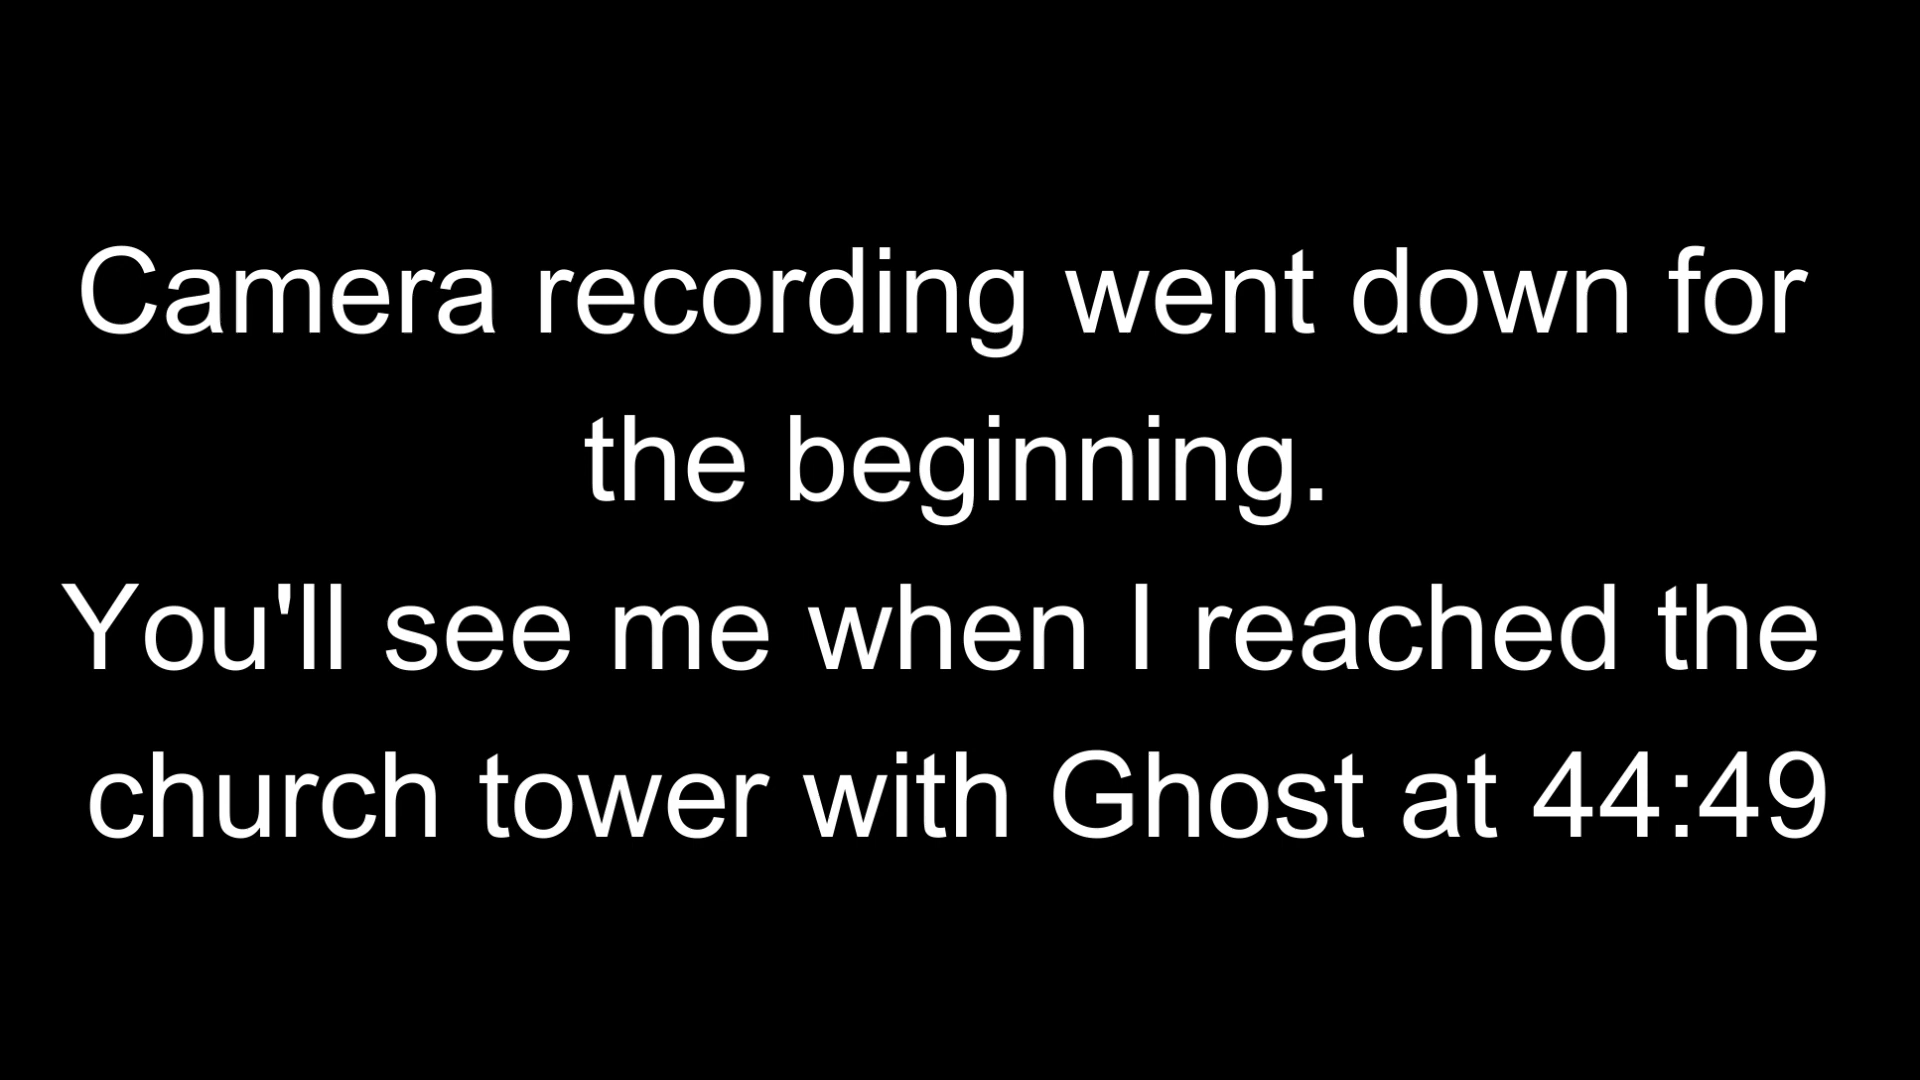 Camera recording went down for
the beginning.
You'll see me when I reached the
church tower with Ghost at 44:49